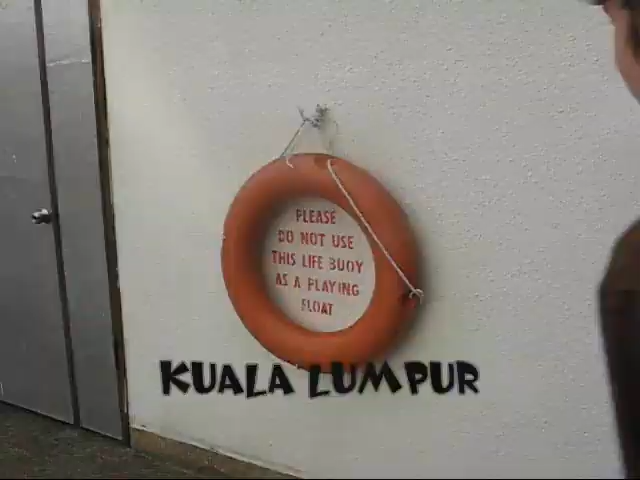 PLEASE
DO NOT USE
THIS LIFE BUOY
AS A PLAYING
FLOAT
KUALA LUMPUR